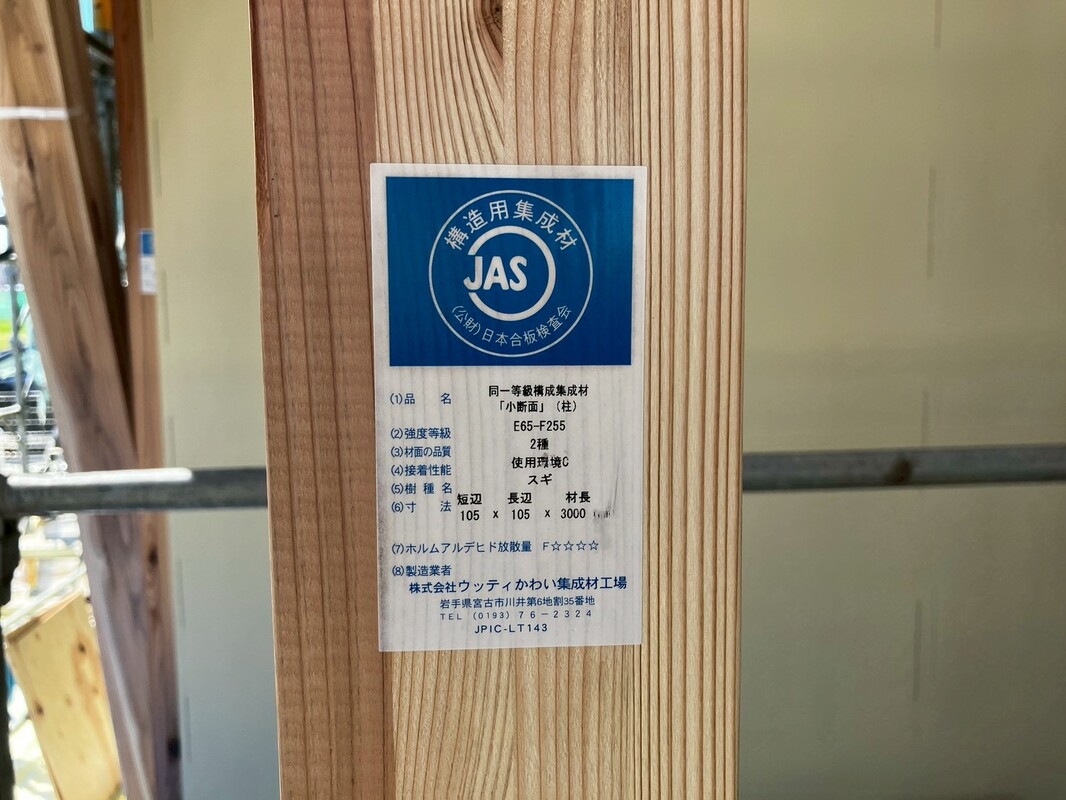 構造用集成材
JAS
(公財)日本合板検査会
(1)品 名 同一等級構成集成材
「小断面」(柱)
(2)強度等級 E65-F255
(3)材面の品質 2種
(4)接着性能 使用環境C
(5)樹種名 スギ
(6)寸 法 短辺 長辺 材長
105 x 105 x 3000
(7)ホルムアルデヒド放散量 F☆☆☆☆
(8)製造業者
株式会社ウッティかわい集成材工場
岩手県宮古市川井第6地割35番地
TEL (0193) 76-2324
JPIC-LT143